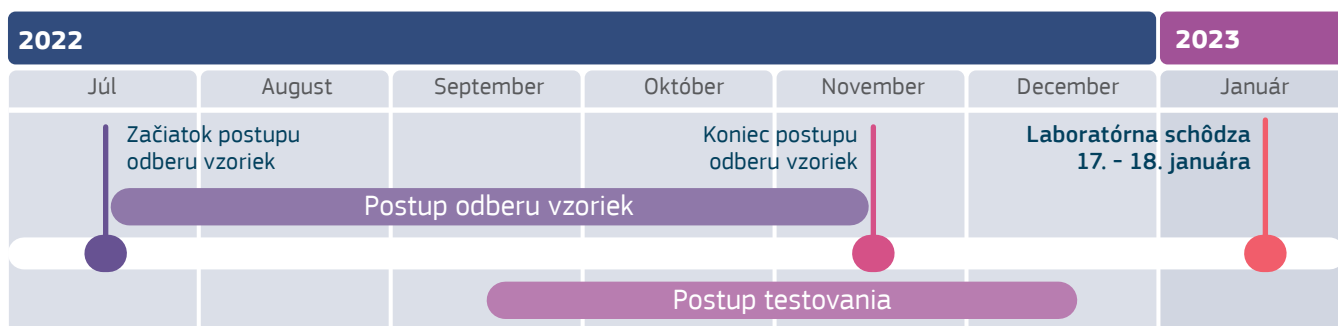 2022
2023
Júl
August
September
Október
November
December
Január
Začiatok postupu
odberu vzoriek
Koniec postupu
odberu vzoriek
Laboratórna schôdza
17. - 18. januára
Postup odberu vzoriek
Postup testovania